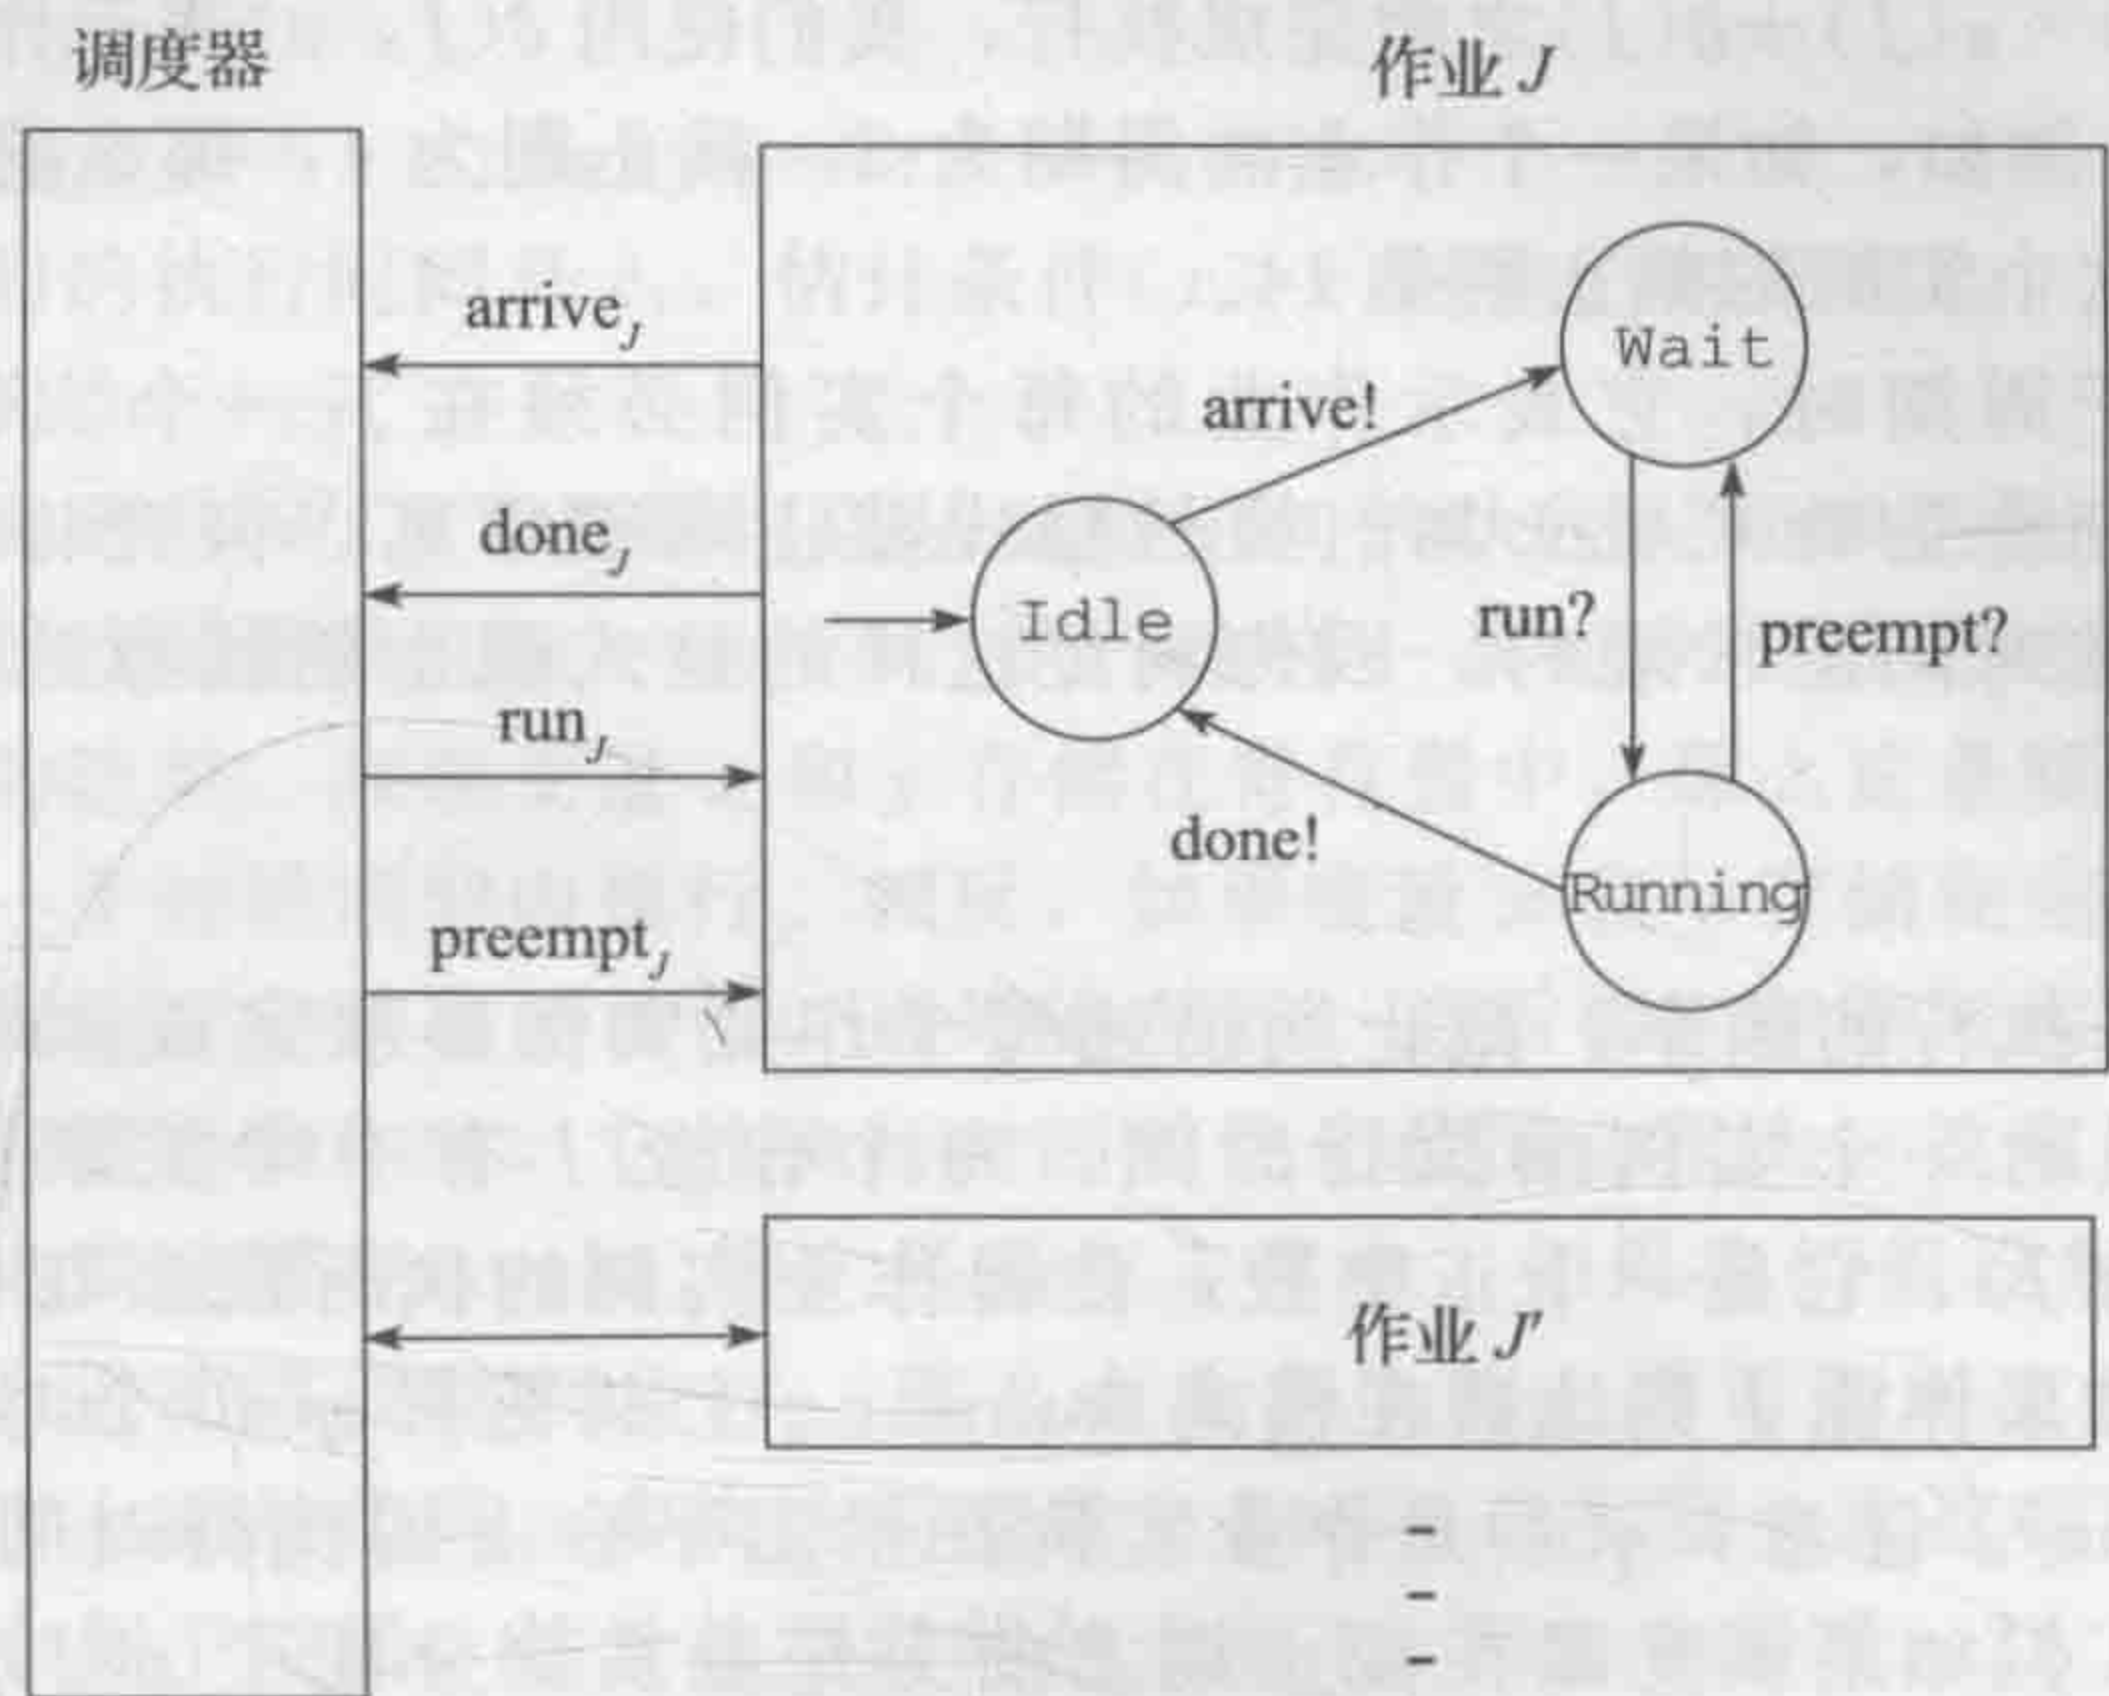 调度器
作业 J
arrive_J
Wait
arrive!
done_J
Idle
run?
preempt?
run_J
done!
Running
preempt_J
作业 J'